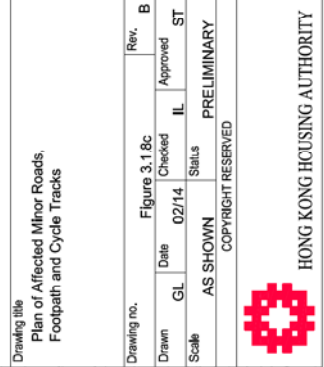 Drawing title
Plan of Affected Minor Roads,
Footpath and Cycle Tracks
Drawing no.
Rev.
Figure 3.1.8c
B
Drawn
GL
Date
02/14
Checked
IL
Approved
ST
Scale
AS SHOWN
Status
PRELIMINARY
COPYRIGHT RESERVED
HONG KONG HOUSING AUTHORITY